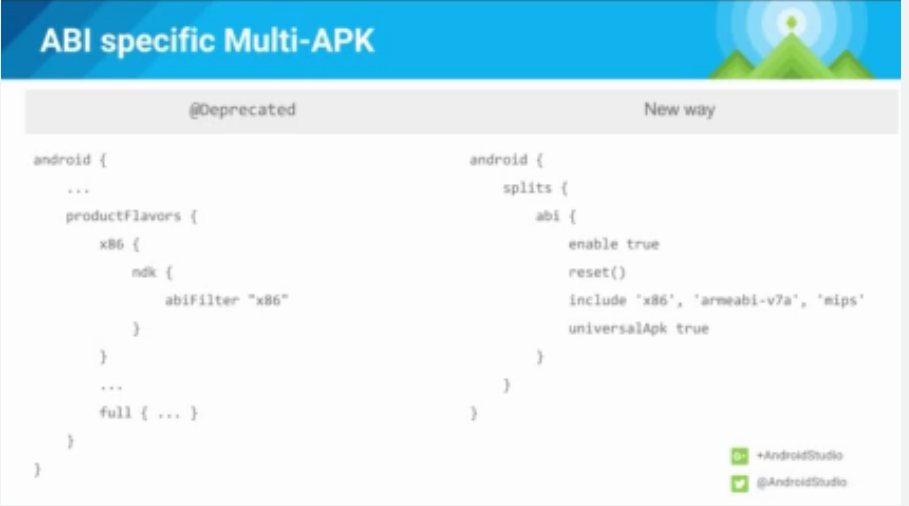 ABI specific Multi-APK
@Deprecated
android {
    ...
    productFlavors {
        x86 {
            ndk {
                abiFilter "x86"
            }
        }
        ...
        full { ... }
    }
}
New way
android {
    splits {
        abi {
            enable true
            reset()
            include 'x86', 'armeabi-v7a', 'mips'
            universalApk true
        }
    }
}
G+ +AndroidStudio
@AndroidStudio